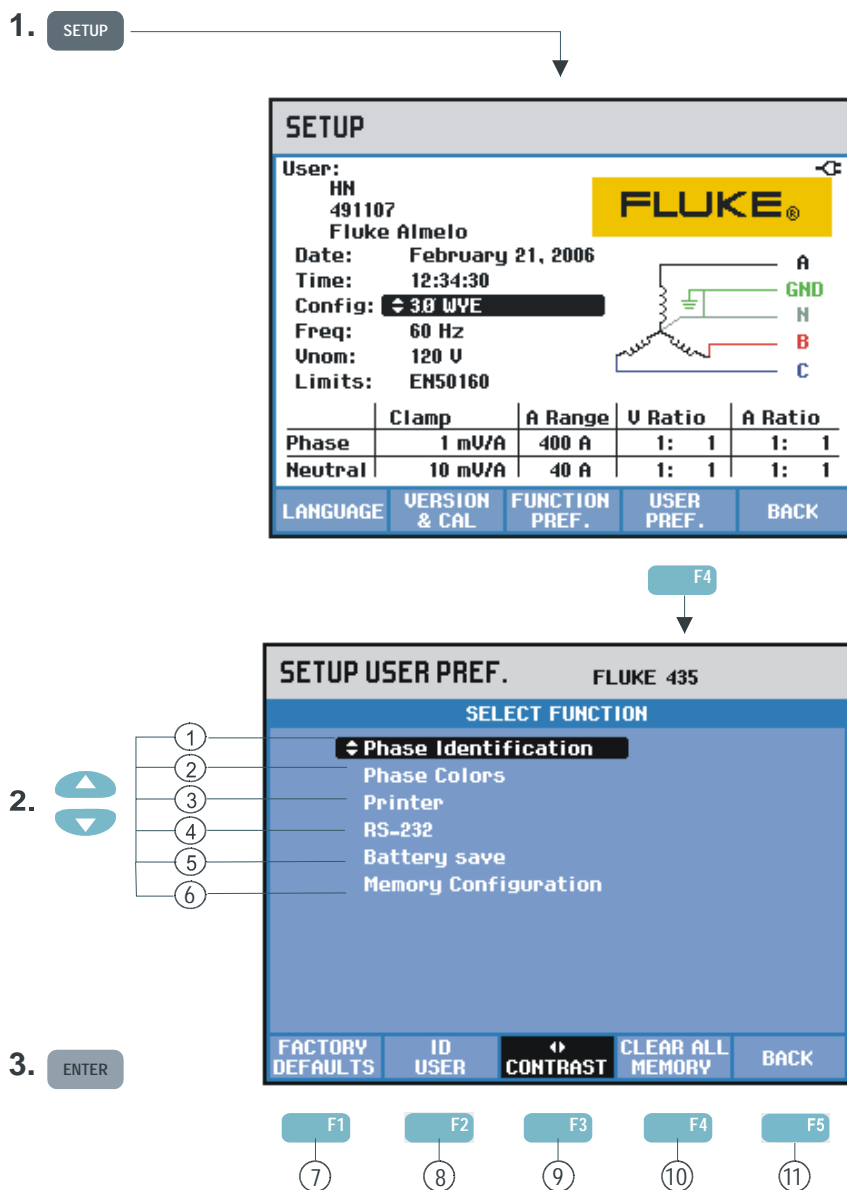 1. SETUP
SETUP
User:
HN
491107
Fluke Almelo
FLUKE®
Date: February 21, 2006
Time: 12:34:30
Config: 3Ø WYE
Freq: 60 Hz
Vnom: 120 V
Limits: EN50160
A
GND
N
B
C
Clamp A Range V Ratio A Ratio
Phase 1 mV/A 400 A 1: 1 1: 1
Neutral 10 mV/A 40 A 1: 1 1: 1
LANGUAGE VERSION & CAL FUNCTION PREF. USER PREF. BACK
F4
SETUP USER PREF. FLUKE 435
SELECT FUNCTION
2.
1 Phase Identification
2 Phase Colors
3 Printer
4 RS-232
5 Battery save
6 Memory Configuration
3. ENTER
FACTORY DEFAULTS ID USER CONTRAST CLEAR ALL MEMORY BACK
F1 F2 F3 F4 F5
7 8 9 10 11